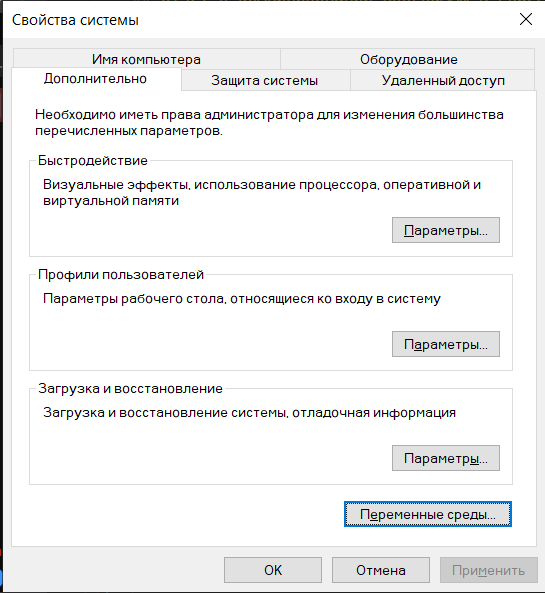 Свойства системы
Имя компьютера
Оборудование
Дополнительно
Защита системы
Удаленный доступ
Необходимо иметь права администратора для изменения большинства
перечисленных параметров.
Быстродействие
Визуальные эффекты, использование процессора, оперативной и
виртуальной памяти
Параметры...
Профили пользователей
Параметры рабочего стола, относящиеся ко входу в систему
Параметры...
Загрузка и восстановление
Загрузка и восстановление системы, отладочная информация
Параметры...
Переменные среды...
ОК
Отмена
Применить